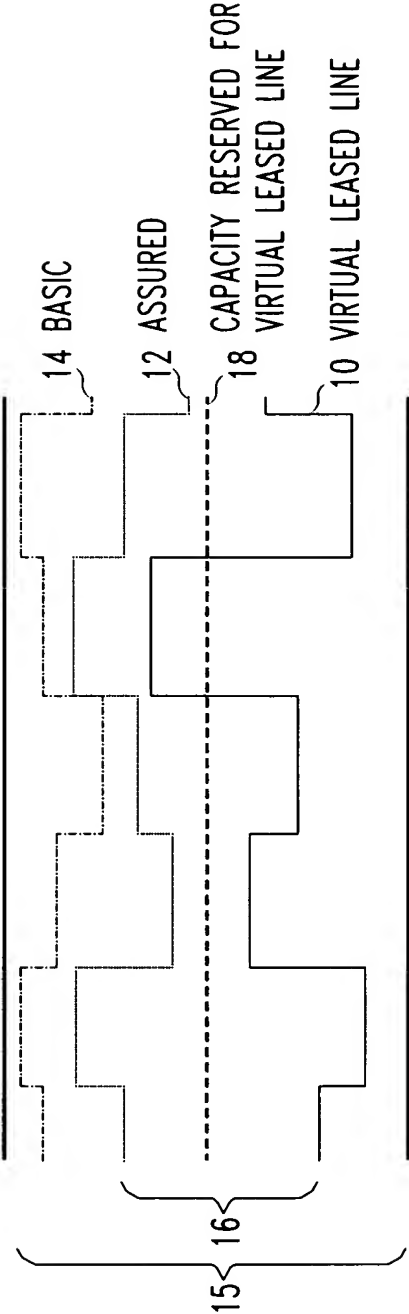 14 BASIC
12 ASSURED
CAPACITY RESERVED FOR
VIRTUAL LEASED LINE
18
10 VIRTUAL LEASED LINE
16
15